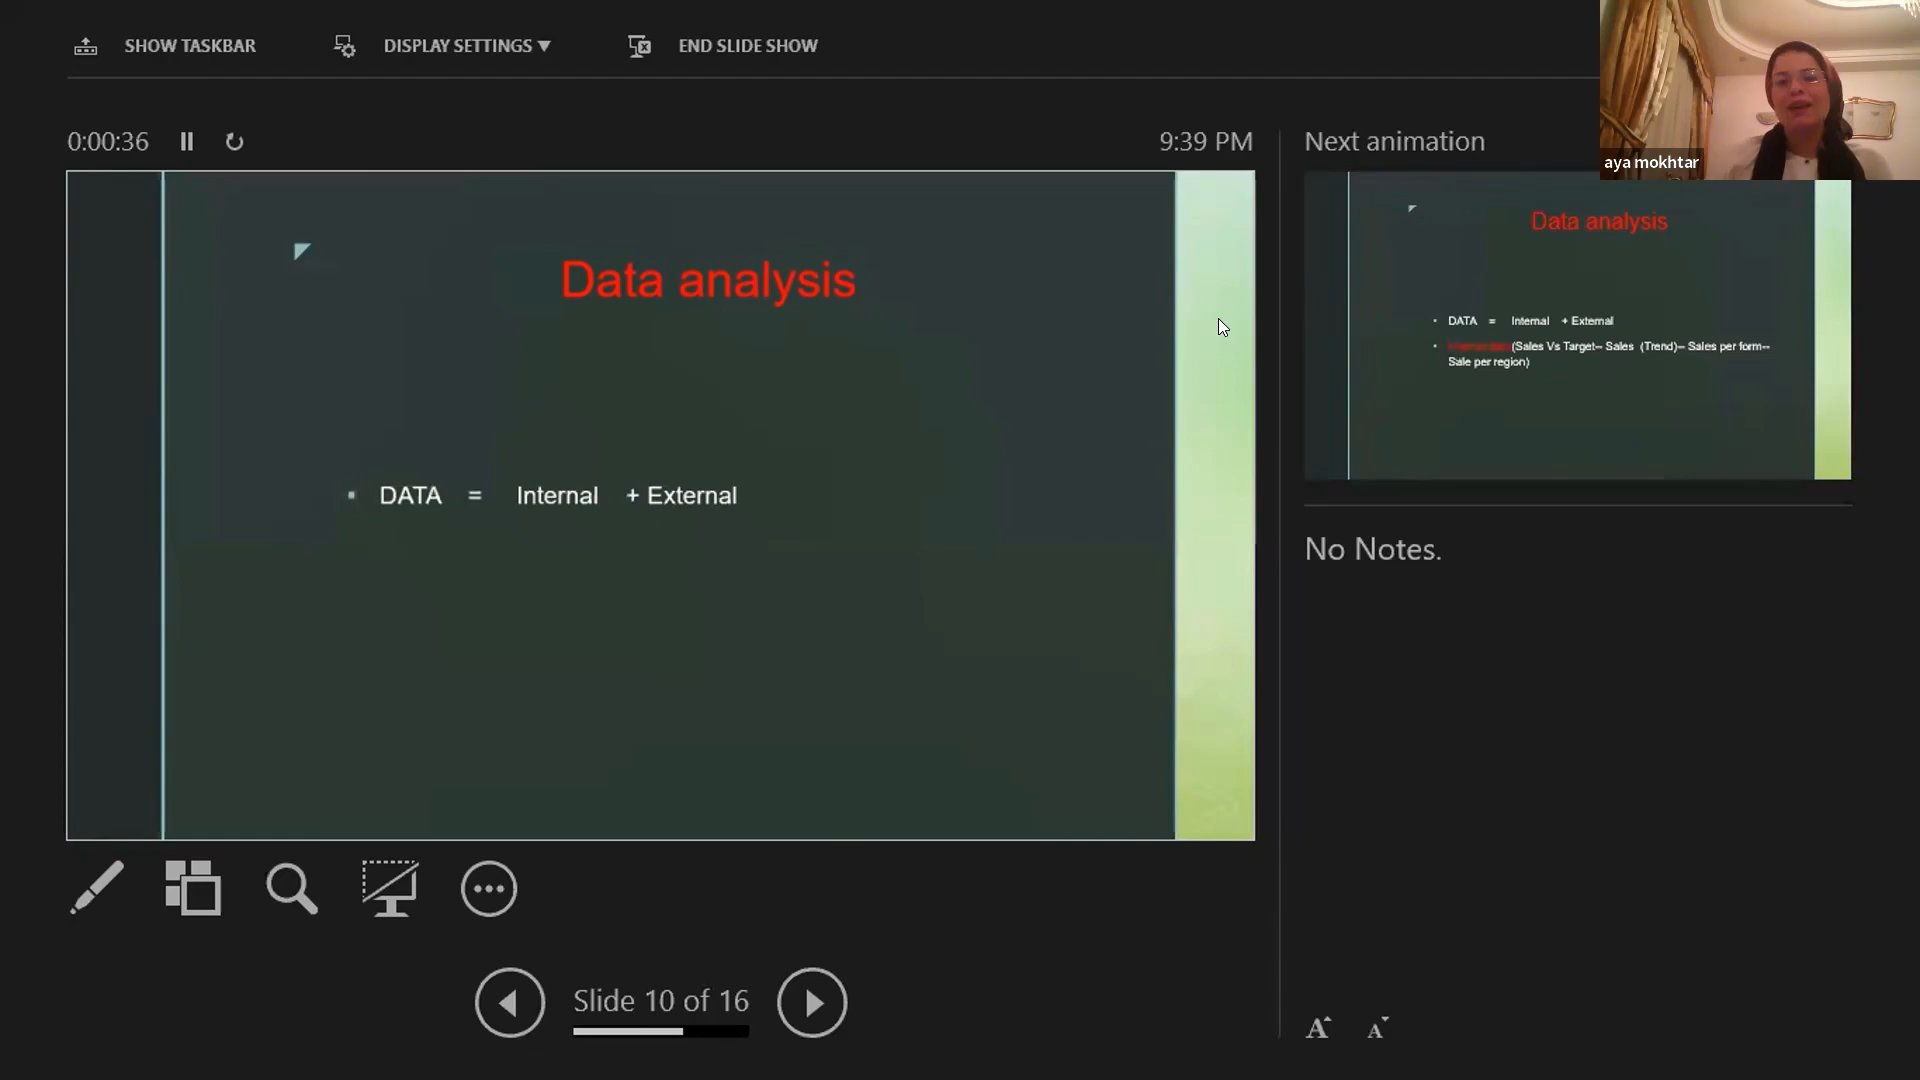 SHOW TASKBAR
DISPLAY SETTINGS ▼
END SLIDE SHOW
aya mokhtar
0:00:36
9:39 PM
Next animation
Data analysis
▪ DATA = Internal + External
Data analysis
• DATA = Internal + External
• (Sales Vs Target-- Sales (Trend)-- Sales per form--
Sale per region)
No Notes.
Slide 10 of 16
A A